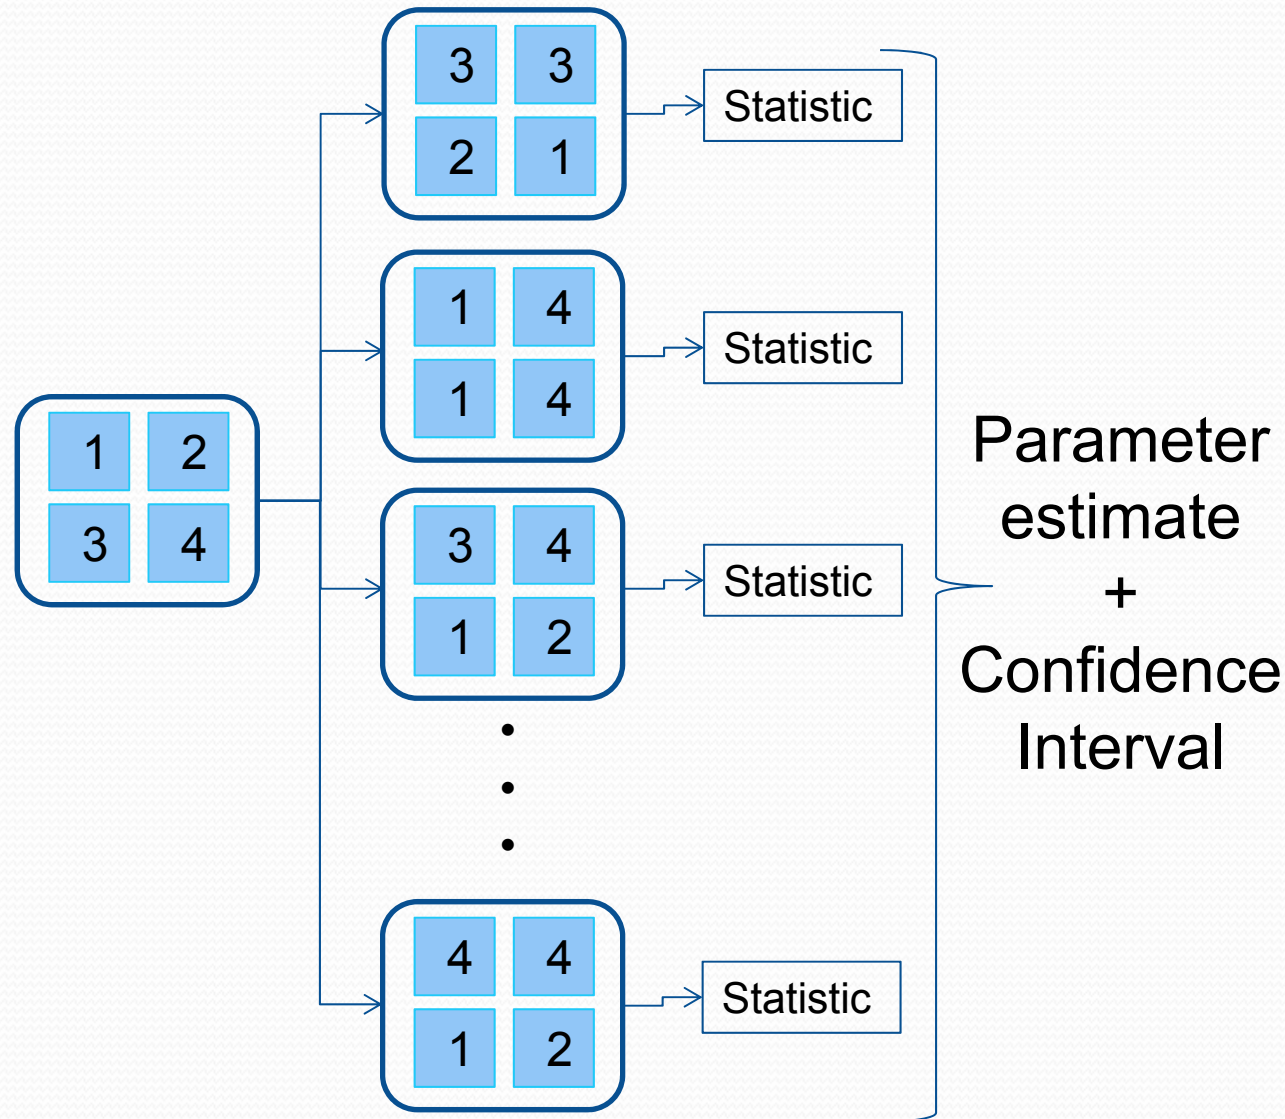 3 3
2 1
Statistic
1 4
1 4
Statistic
1 2
3 4
3 4
1 2
Statistic
4 4
1 2
Statistic
Parameter
estimate
+
Confidence
Interval